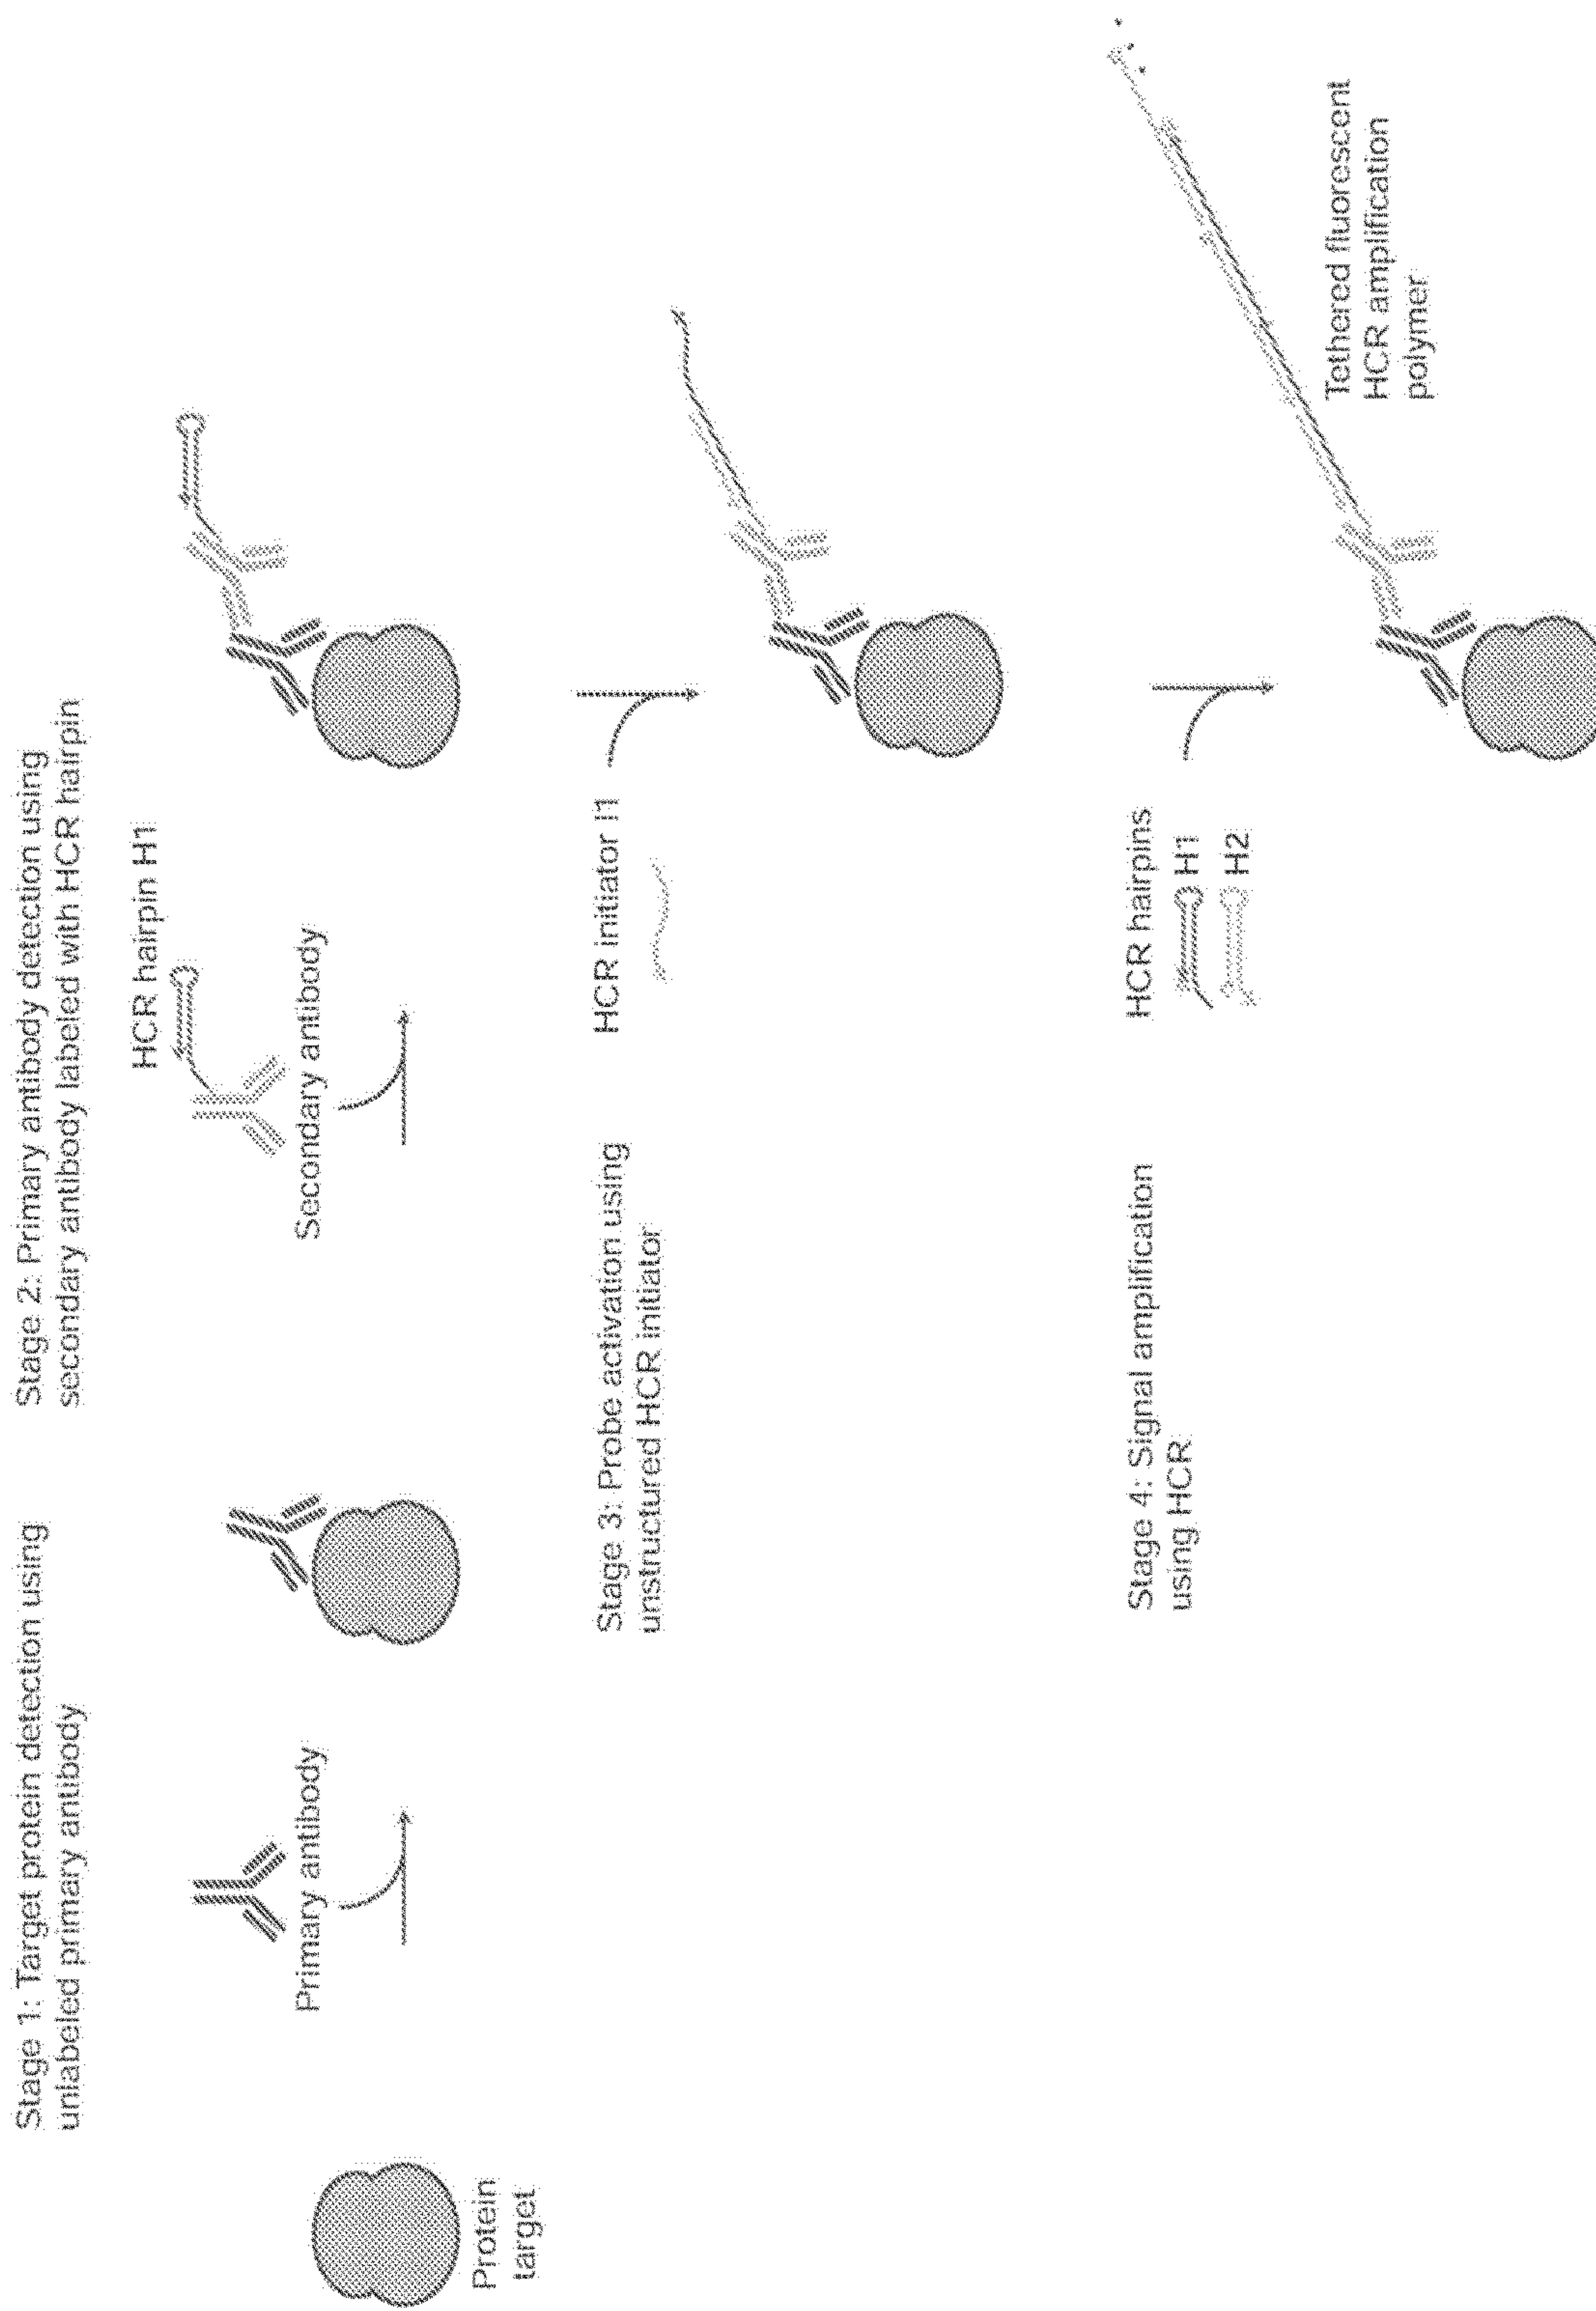 Stage 1: Target protein detection using
unlabeled primary antibody
Protein
target
Primary antibody
Stage 2: Primary antibody detection using
secondary antibody labeled with HCR hairpin
HCR hairpin H1
Secondary antibody
Stage 3: Probe activation using
unstructured HCR initiator
HCR initiator I1
Stage 4: Signal amplification
using HCR
HCR hairpins
H1
H2
Tethered fluorescent
HCR amplification
polymer